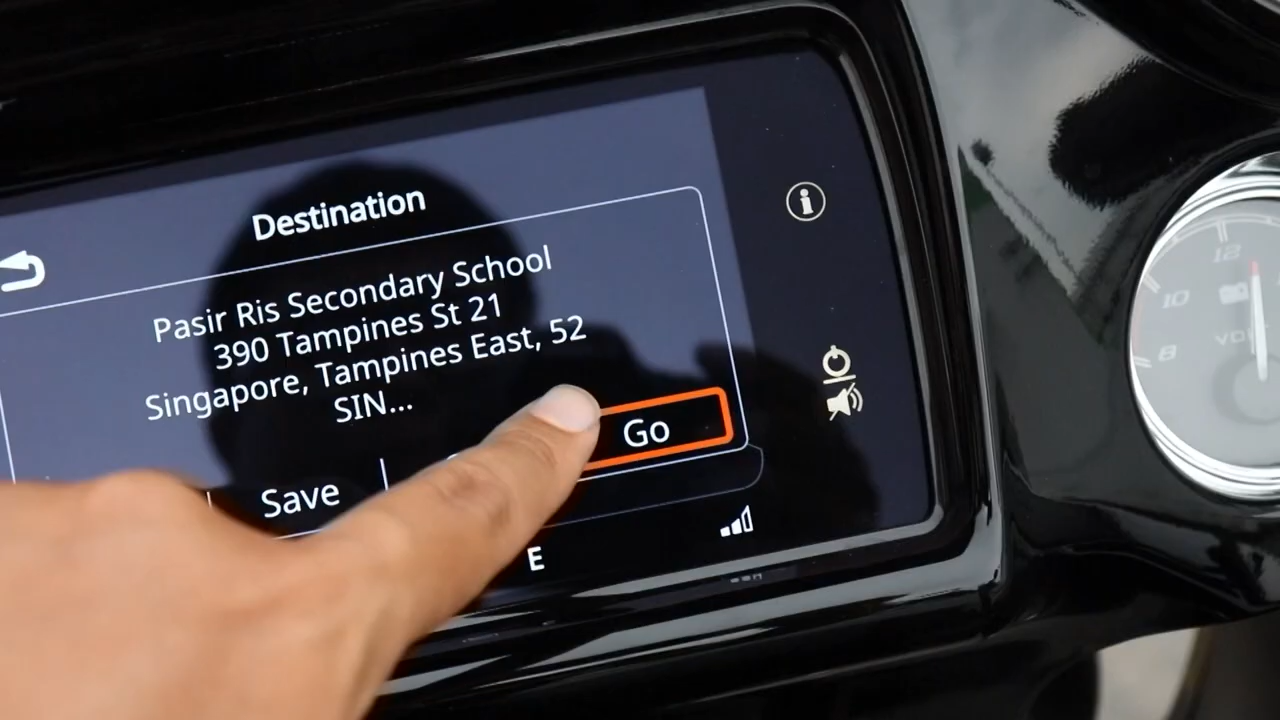 Destination
Pasir Ris Secondary School
390 Tampines St 21
Singapore, Tampines East, 52
SIN...
Save
Go
E